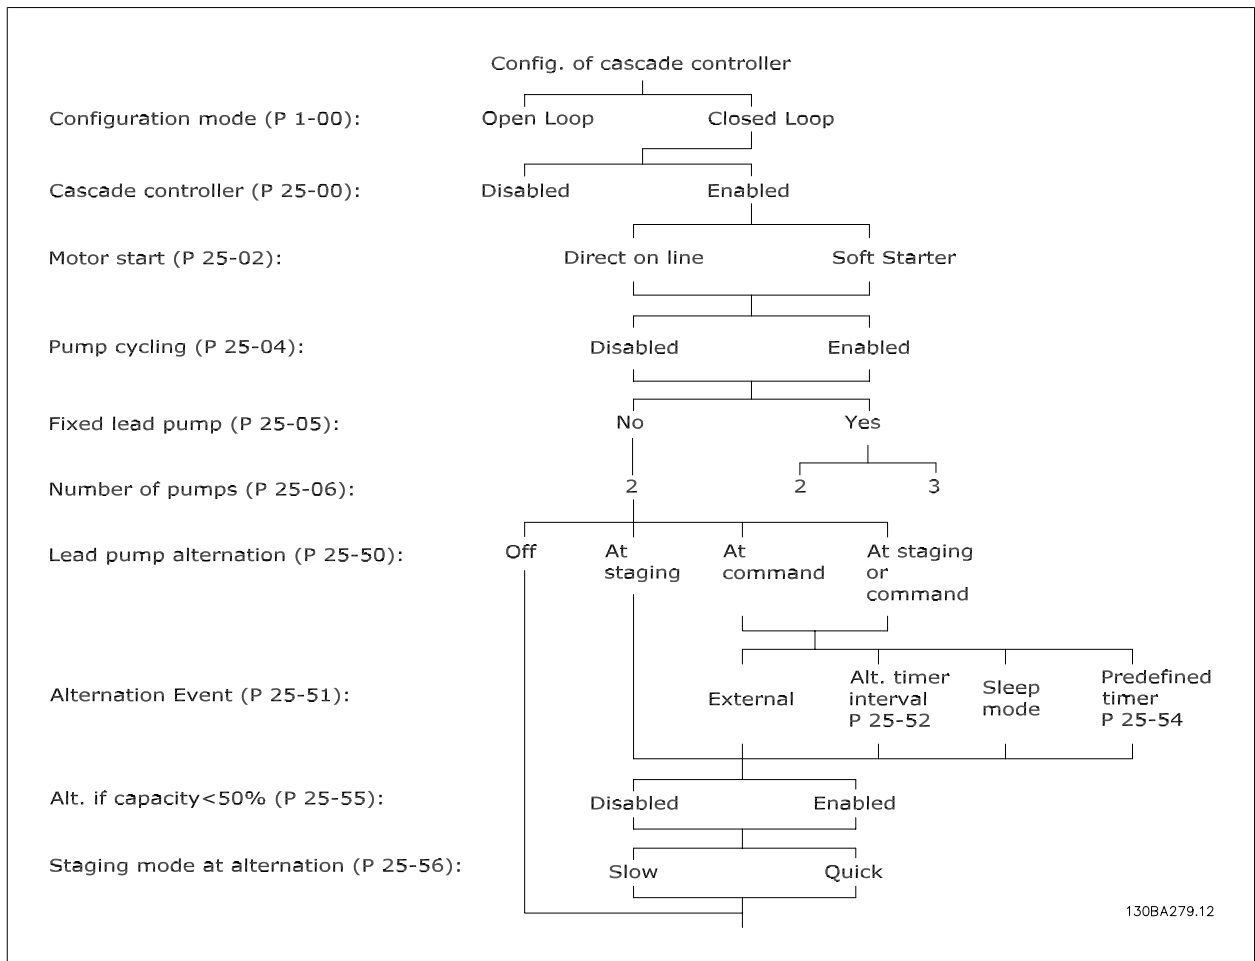 Config. of cascade controller
Configuration mode (P 1-00): Open Loop Closed Loop
Cascade controller (P 25-00): Disabled Enabled
Motor start (P 25-02): Direct on line Soft Starter
Pump cycling (P 25-04): Disabled Enabled
Fixed lead pump (P 25-05): No Yes
Number of pumps (P 25-06): 2 2 3
Lead pump alternation (P 25-50): Off At staging At command At staging or command
Alternation Event (P 25-51): External Alt. timer interval P 25-52 Sleep mode Predefined timer P 25-54
Alt. if capacity<50% (P 25-55): Disabled Enabled
Staging mode at alternation (P 25-56): Slow Quick
130BA279.12